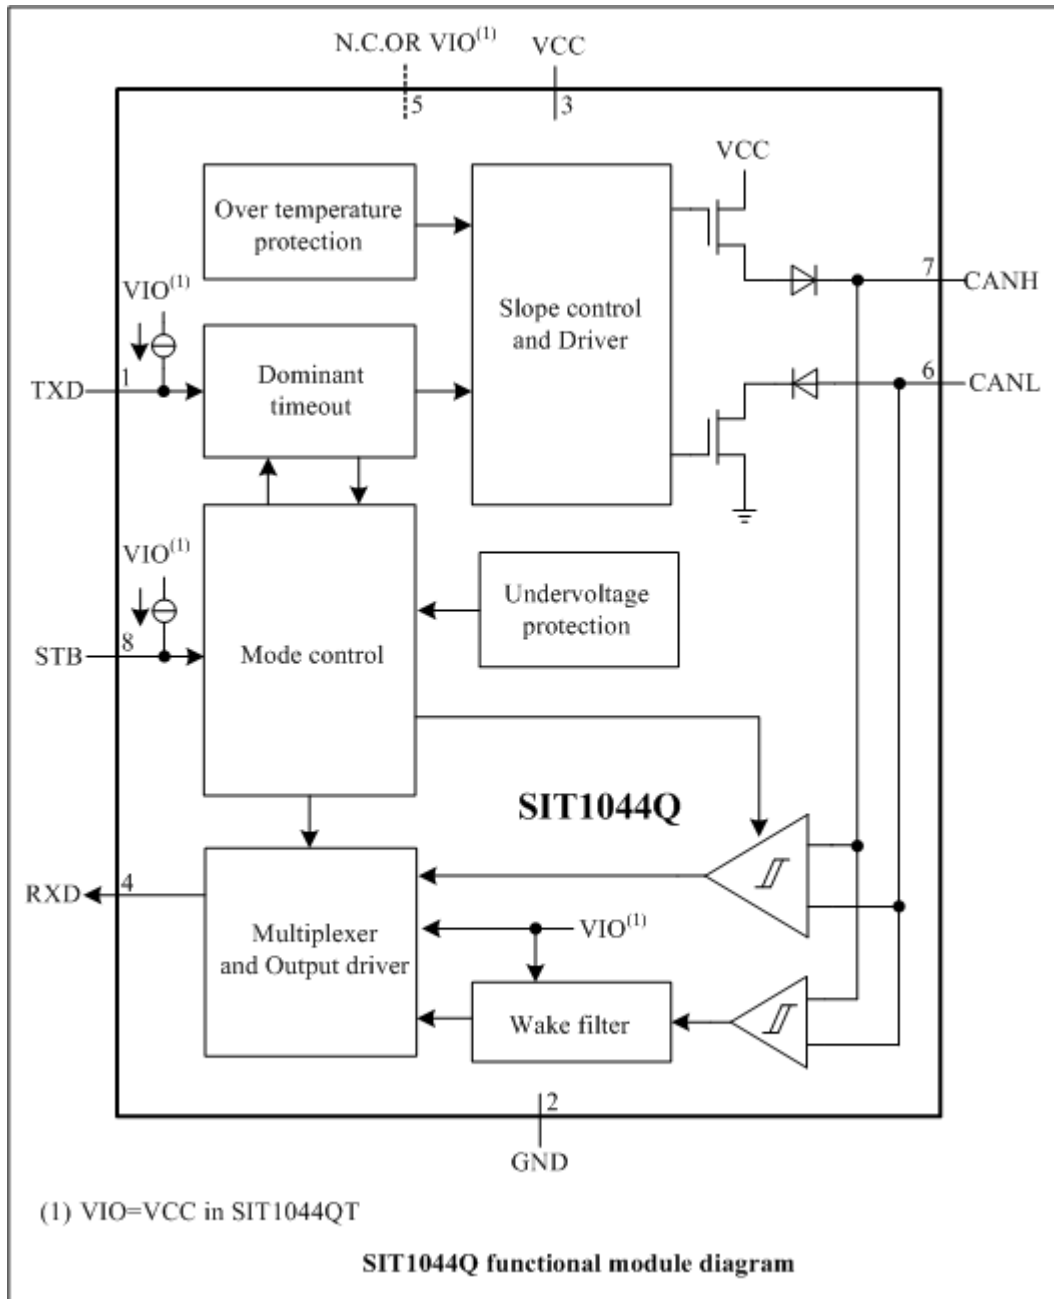 N.C.OR VIO(1)
VCC
5
3
VCC
Over temperature
protection
Slope control
and Driver
7
CANH
VIO(1)
TXD
1
Dominant
timeout
6
CANL
VIO(1)
STB
8
Mode control
Undervoltage
protection
SIT1044Q
RXD
4
Multiplexer
and Output driver
VIO(1)
Wake filter
2
GND
(1) VIO=VCC in SIT1044QT
SIT1044Q functional module diagram